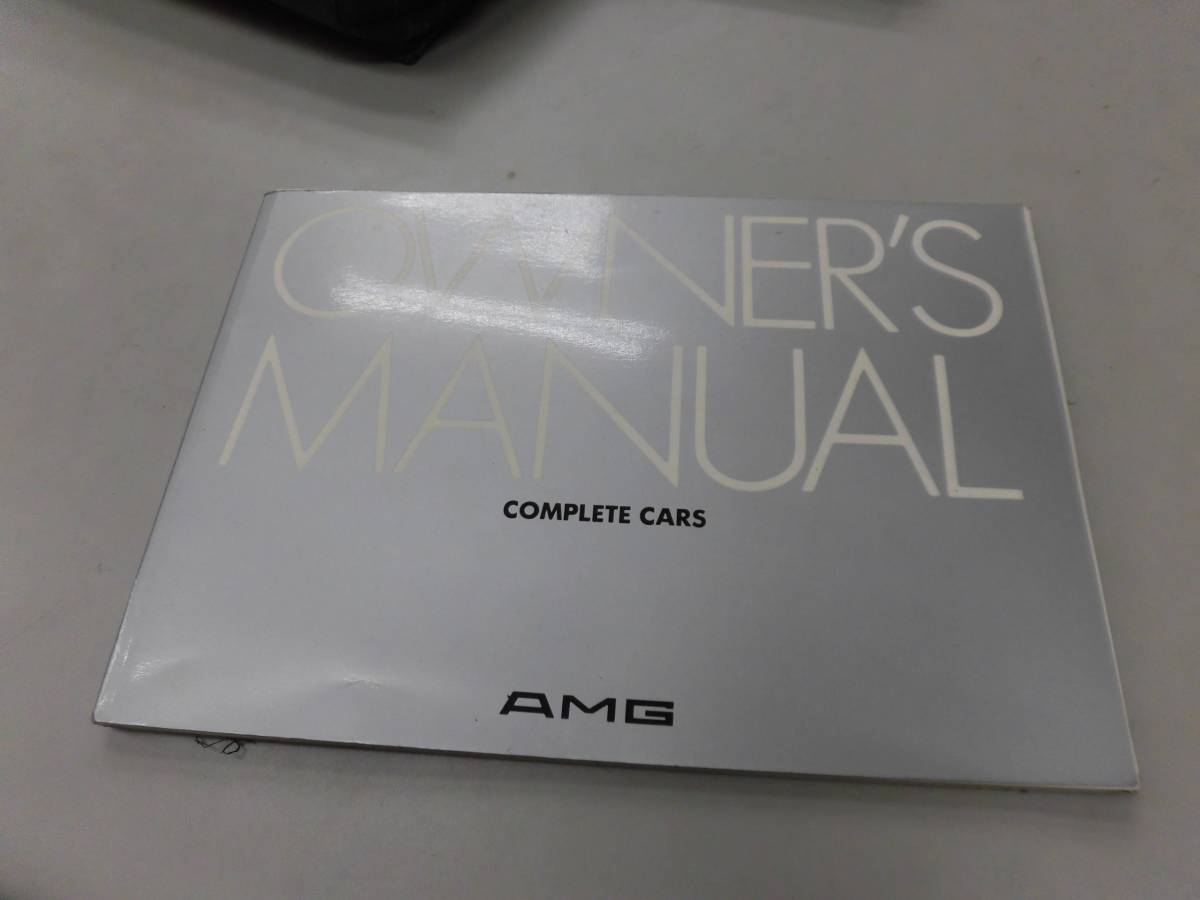 OWNER'S
MANUAL
COMPLETE CARS
AMG